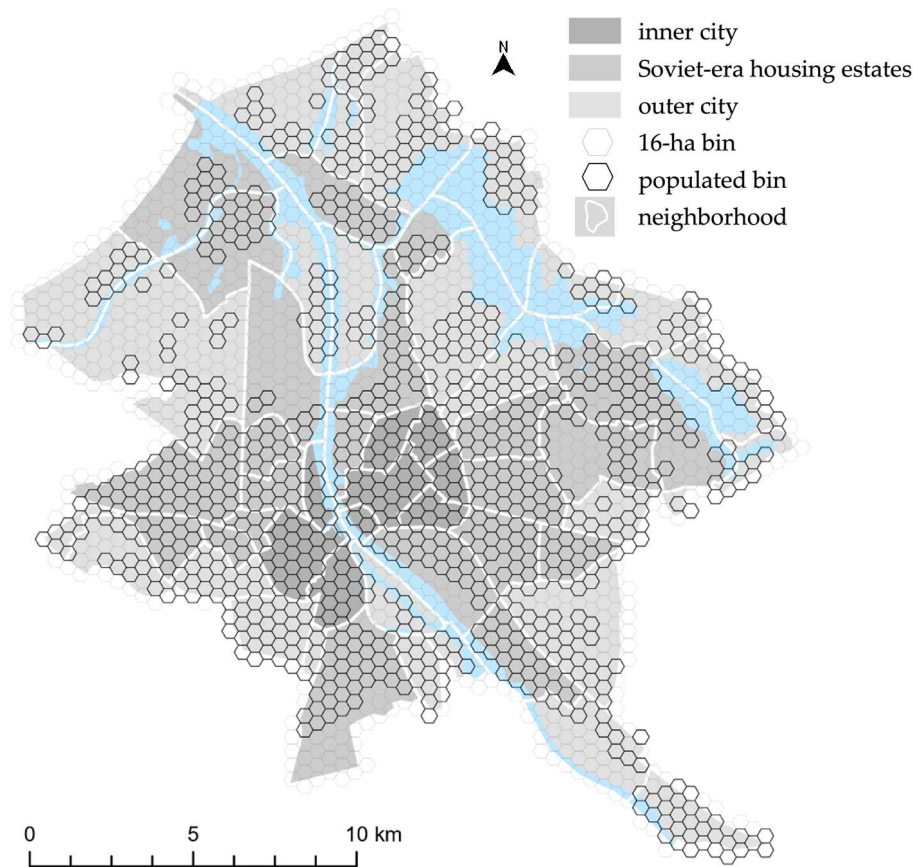 N
inner city
Soviet-era housing estates
outer city
16-ha bin
populated bin
neighborhood
0 5 10 km